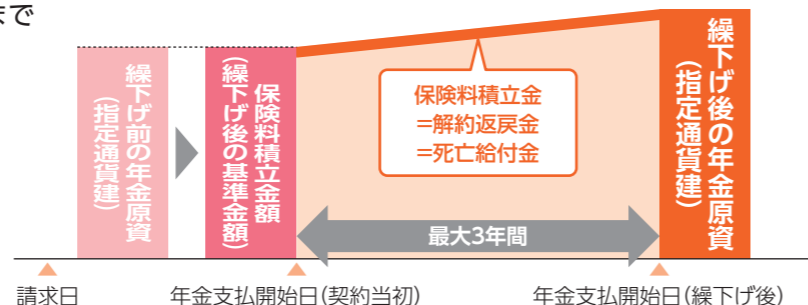 まで
繰下げ前の年金原資
(指定通貨建)
保険料積立金額
(繰下げ後の基準金額)
保険料積立金
=解約返戻金
=死亡給付金
繰下げ後の年金原資
(指定通貨建)
最大3年間
請求日
年金支払開始日(契約当初)
年金支払開始日(繰下げ後)